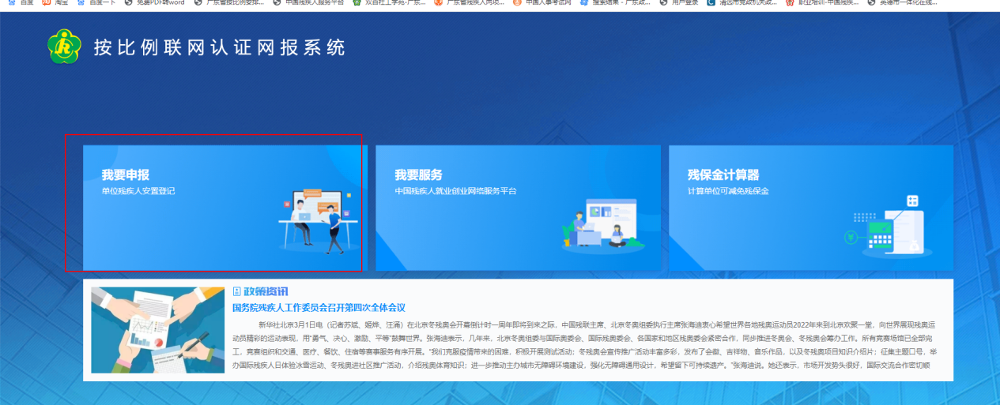 百度 淘宝 百度一下 免费PDF转word 广东省按比例安排... 中国残疾人服务平台 双百社工学苑-广东... 广东省残疾人两项... 中国人事考试网 搜索结果 - 广东政... 用户登录 清远市党政机关政... 职业培训-中国残疾... 英德市一体化在线...
按比例联网认证网报系统
我要申报
单位残疾人安置登记
我要服务
中国残疾人就业创业网络服务平台
残保金计算器
计算单位可减免残保金
政策资讯
国务院残疾人工作委员会召开第四次全体会议
新华社北京3月1日电（记者苏斌、姬烨、汪涌）在北京冬残奥会开幕倒计时一周年即将到来之际，中国残联主席、北京冬奥组委执行主席张海迪衷心希望世界各地残奥运动员2022年来到北京欢聚一堂，向世界展现残奥运
动员精彩的运动表现，用"勇气、决心、激励、平等"鼓舞世界。张海迪表示，几年来，北京冬奥组委与国际奥委会、国际残奥委会、各国家和地区残奥委会紧密合作，同步推进冬奥会、冬残奥会筹办工作。所有竞赛场馆已全部完
工，竞赛组织和交通、医疗、餐饮、住宿等赛事服务有序开展。"我们克服疫情带来的困难，积极开展测试活动；冬残奥会宣传推广活动丰富多彩，发布了会徽、吉祥物、音乐作品，以及冬残奥项目知识介绍片；征集主题口号，举
办国际残疾人日体验冰雪运动、冬残奥进社区推广活动，介绍残奥体育知识；进一步推动主办城市无障碍环境建设，强化无障碍通用设计，希望留下可持续遗产。"张海迪说。她还表示，市场开发势头很好，国际交流合作密切顺